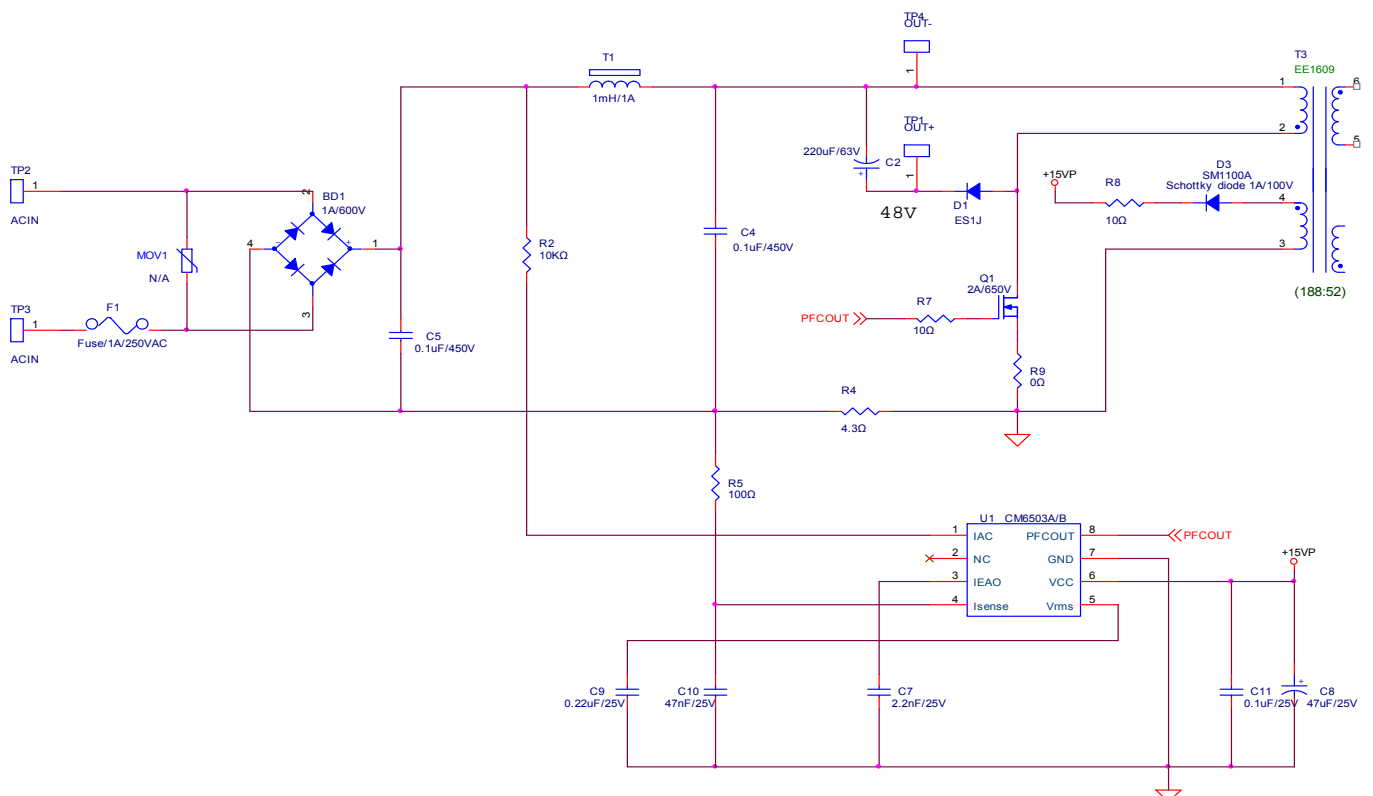 TP4
OUT-
1
T1
1mH/1A
T3
EE1609
1
6
2
5
TP1
OUT+
1
220uF/63V
C2
48V
D1
ES1J
+15VP
R8
10Ω
D3
SM1100A
Schottky diode 1A/100V
4
3
(188:52)
TP2
1
ACIN
MOV1
N/A
2
BD1
1A/600V
4
-
+
1
3
TP3
1
ACIN
F1
Fuse/1A/250VAC
C5
0.1uF/450V
R2
10KΩ
C4
0.1uF/450V
Q1
2A/650V
PFCOUT
R7
10Ω
R9
0Ω
R4
4.3Ω
R5
100Ω
U1 CM6503A/B
1 IAC PFCOUT 8
PFCOUT
2 NC GND 7
3 IEAO VCC 6
4 Isense Vrms 5
+15VP
C9
0.22uF/25V
C10
47nF/25V
C7
2.2nF/25V
C11
0.1uF/25V
+
C8
47uF/25V